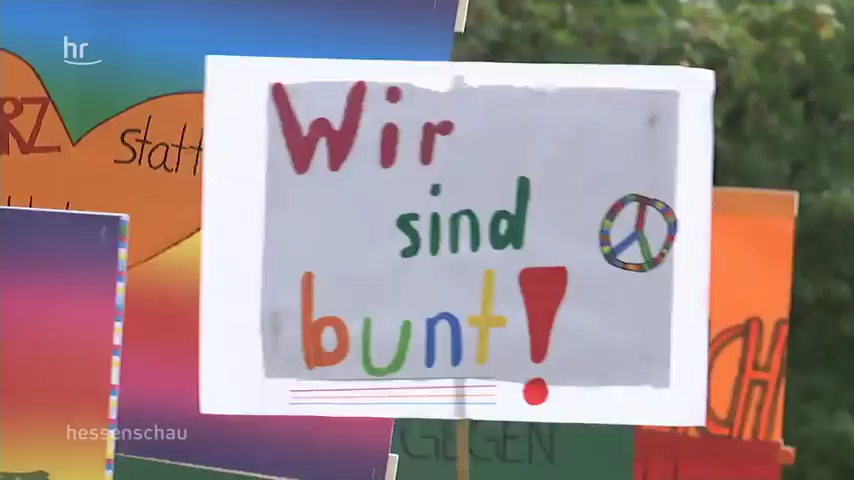 hr
RZ
statt
Wir
sind
bunt!
CH
GEGEN
hessenschau